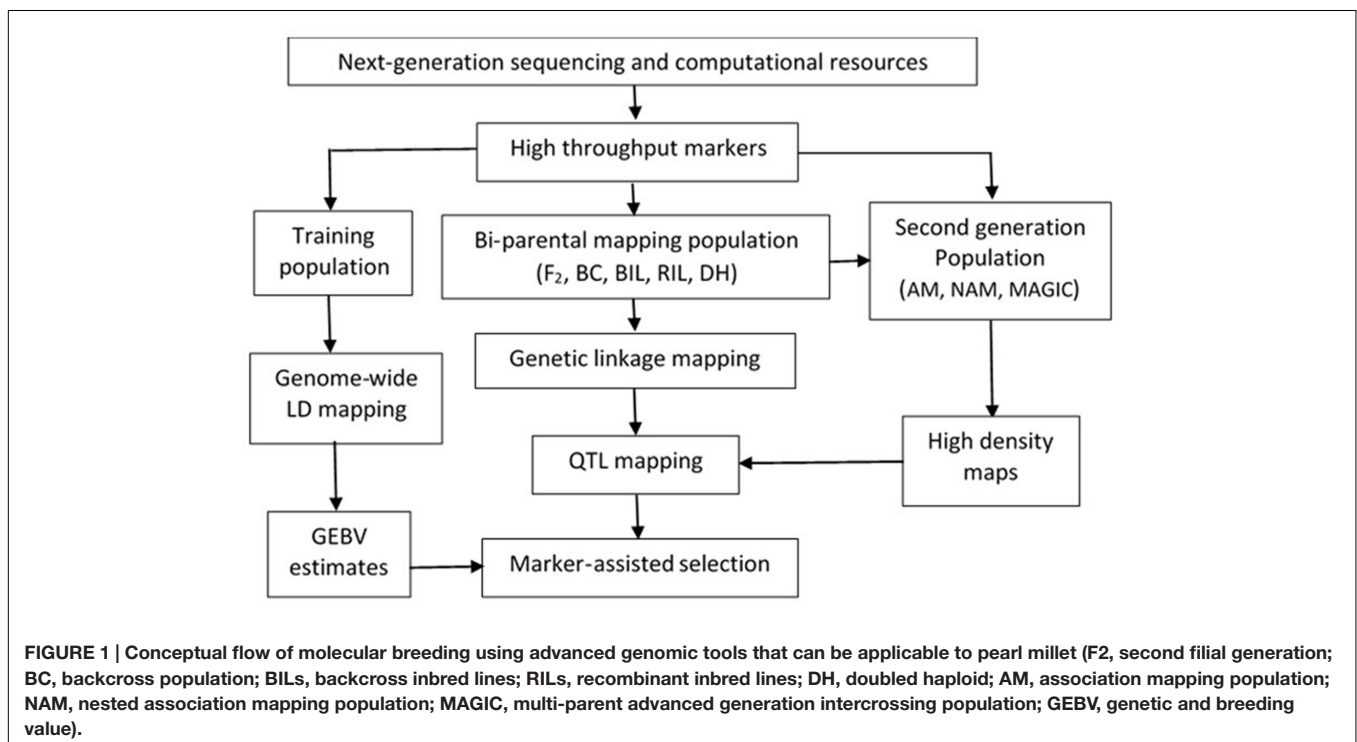 Next-generation sequencing and computational resources
High throughput markers
Training
population
Bi-parental mapping population
(F₂, BC, BIL, RIL, DH)
Second generation
Population
(AM, NAM, MAGIC)
Genome-wide
LD mapping
Genetic linkage mapping
QTL mapping
High density
maps
GEBV
estimates
Marker-assisted selection
FIGURE 1 | Conceptual flow of molecular breeding using advanced genomic tools that can be applicable to pearl millet (F2, second filial generation;
BC, backcross population; BILs, backcross inbred lines; RILs, recombinant inbred lines; DH, doubled haploid; AM, association mapping population;
NAM, nested association mapping population; MAGIC, multi-parent advanced generation intercrossing population; GEBV, genetic and breeding
value).